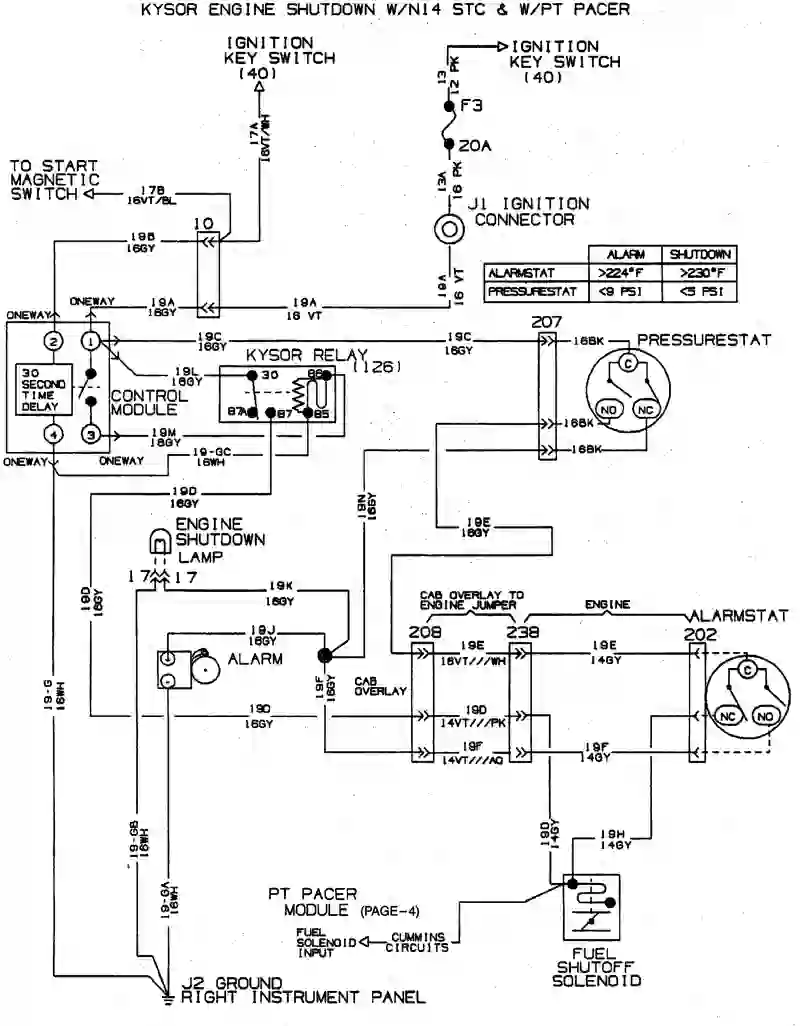 KYSOR ENGINE SHUTDOWN W/N14 STC & W/PT PACER
IGNITION
KEY SWITCH
(40)
IGNITION
KEY SWITCH
(40)
13
12 PK
F3
20A
17A
16VT/WH
13A
16 PK
TO START
MAGNETIC
SWITCH
17B
16VT/BL
J1 IGNITION
CONNECTOR
10
19B
16GY
19A
16 VT
ALARM
SHUTDOWN
ALARMSTAT
>224°F
>230°F
PRESSURESTAT
<9 PSI
<5 PSI
ONEWAY
ONEWAY
19A
16GY
19A
16 VT
207
2
1
19C
16GY
19C
16GY
16BK
PRESSURESTAT
C
NO
NC
KYSOR RELAY
(126)
30
SECOND
TIME
DELAY
19L
16GY
30
86
87A
87
85
CONTROL
MODULE
4
3
19M
16GY
16BK
16BK
ONEWAY
ONEWAY
19-GC
16WH
19D
16GY
19N
16GY
19E
16GY
ENGINE
SHUTDOWN
LAMP
17
17
19D
16GY
19K
16GY
CAB OVERLAY TO
ENGINE JUMPER
ENGINE
ALARMSTAT
19J
16GY
208
238
202
ALARM
19E
16VT///WH
19E
14GY
C
19-G
16WH
19F
16GY
CAB
OVERLAY
19D
16GY
19D
14VT///PK
NC
NO
19F
14VT///AQ
19F
14GY
19-GB
16WH
19D
14GY
19H
14GY
19-GA
16WH
PT PACER
MODULE (PAGE-4)
FUEL
SOLENOID
INPUT
CUMMINS
CIRCUITS
FUEL
SHUTOFF
SOLENOID
J2 GROUND
RIGHT INSTRUMENT PANEL